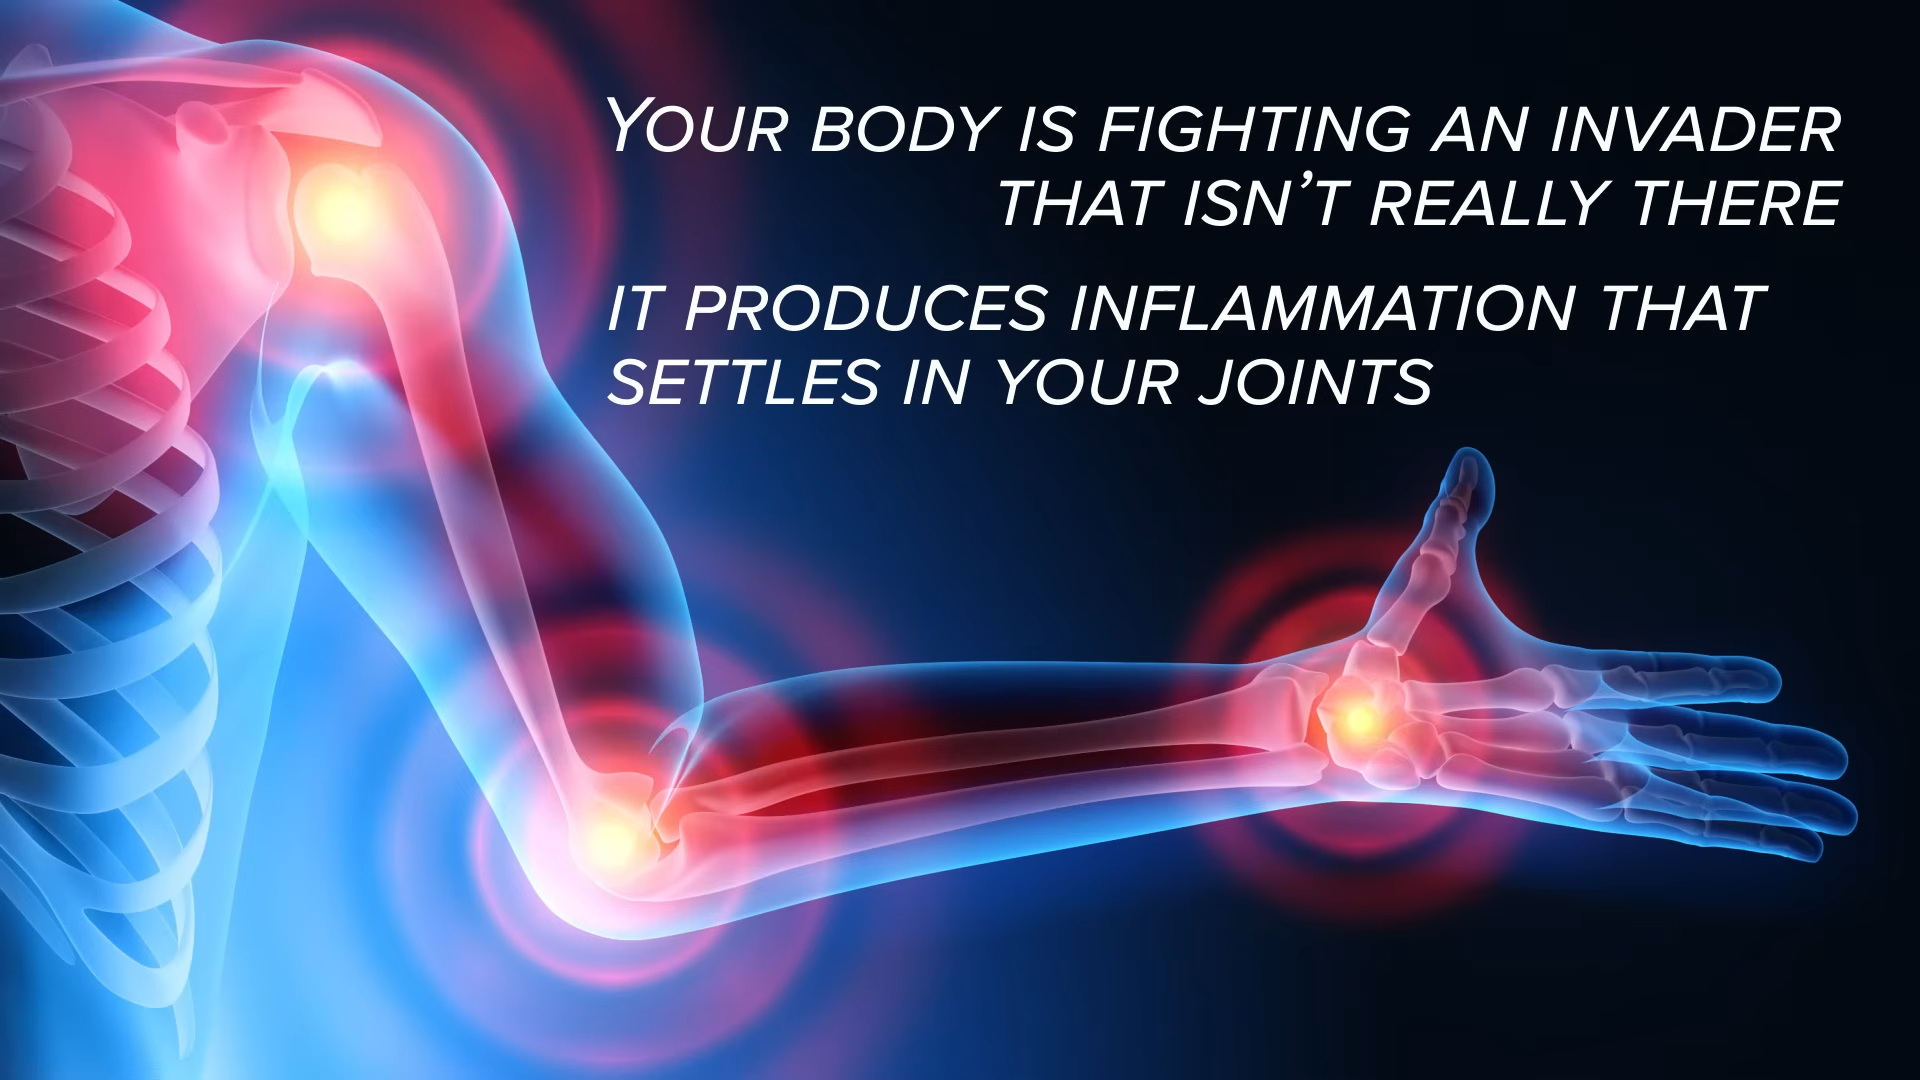 Your body is fighting an invader
that isn’t really there
it produces inflammation that
settles in your joints